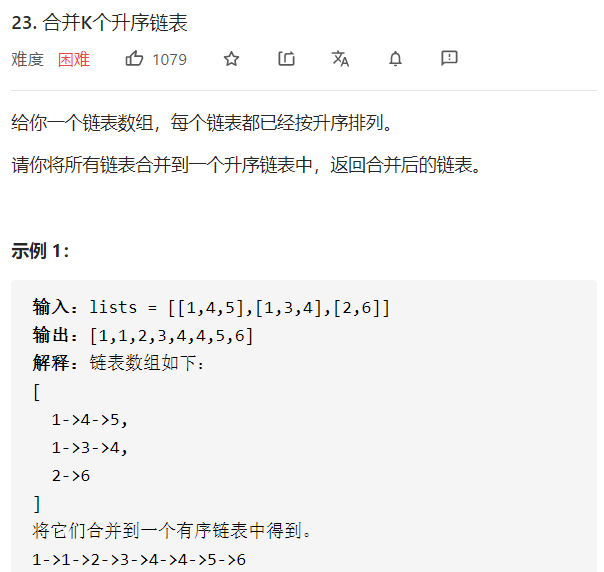 23. 合并K个升序链表
难度 困难 1079
给你一个链表数组，每个链表都已经按升序排列。
请你将所有链表合并到一个升序链表中，返回合并后的链表。
示例 1：
输入：lists = [[1,4,5],[1,3,4],[2,6]]
输出：[1,1,2,3,4,4,5,6]
解释：链表数组如下：
[
1->4->5,
1->3->4,
2->6
]
将它们合并到一个有序链表中得到。
1->1->2->3->4->4->5->6